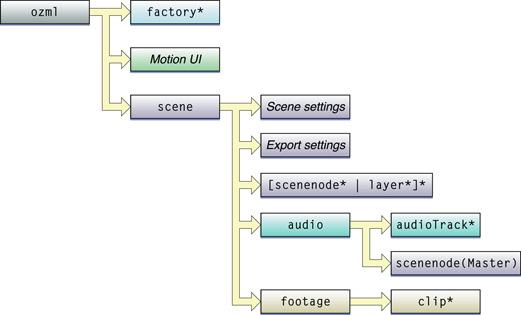 ozml
factory*
Motion UI
scene
Scene settings
Export settings
[scenenode* | layer*]*
audio
audioTrack*
scenenode(Master)
footage
clip*